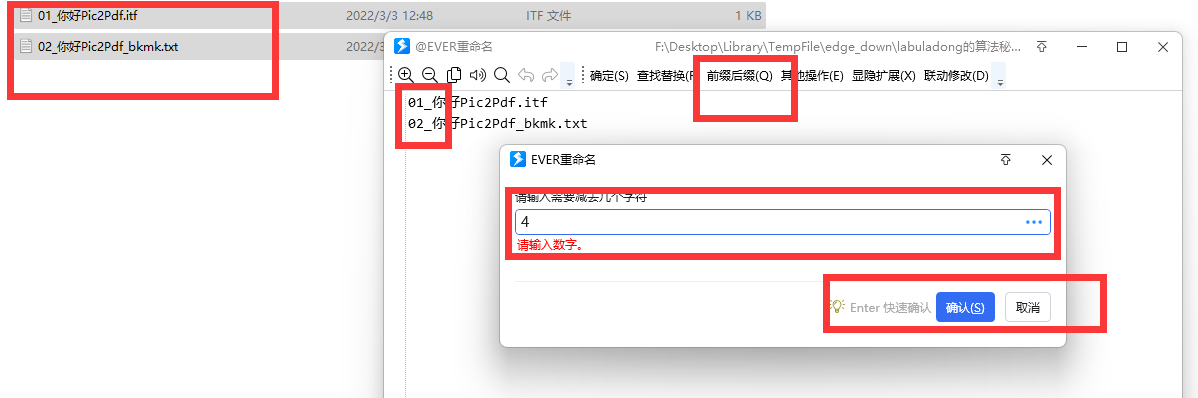 01_你好Pic2Pdf.itf 2022/3/3 12:48 ITF 文件 1 KB
02_你好Pic2Pdf_bkmk.txt 2022/3
@EVER重命名 F:\Desktop\Library\TempFile\edge_down\labuladong的算法秘...
确定(S) 查找替换(F 前缀后缀(Q) 其他操作(E) 显隐扩展(X) 联动修改(D)
01_你好Pic2Pdf.itf
02_你好Pic2Pdf_bkmk.txt
EVER重命名
请输入需要减去几个字符
4
请输入数字。
Enter 快速确认 确认(S) 取消